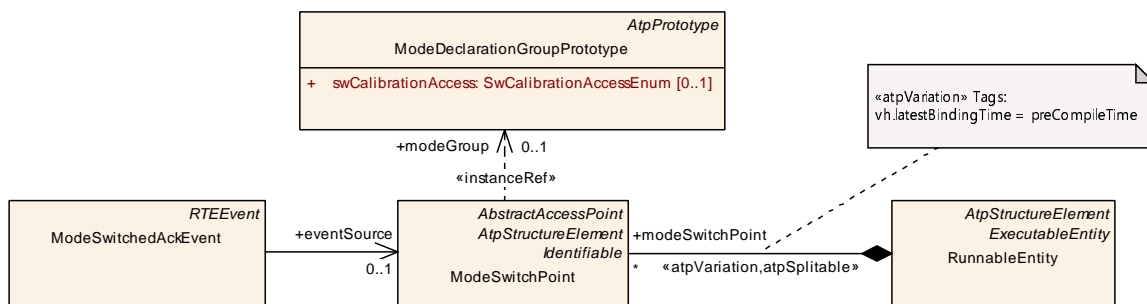 AtpPrototype
ModeDeclarationGroupPrototype
+ swCalibrationAccess: SwCalibrationAccessEnum [0..1]
«atpVariation» Tags:
vh.latestBindingTime = preCompileTime
+modeGroup
0..1
«instanceRef»
RTEEvent
ModeSwitchedAckEvent
+eventSource
0..1
AbstractAccessPoint
AtpStructureElement
Identifiable
ModeSwitchPoint
+modeSwitchPoint
*
«atpVariation,atpSplitable»
AtpStructureElement
ExecutableEntity
RunnableEntity